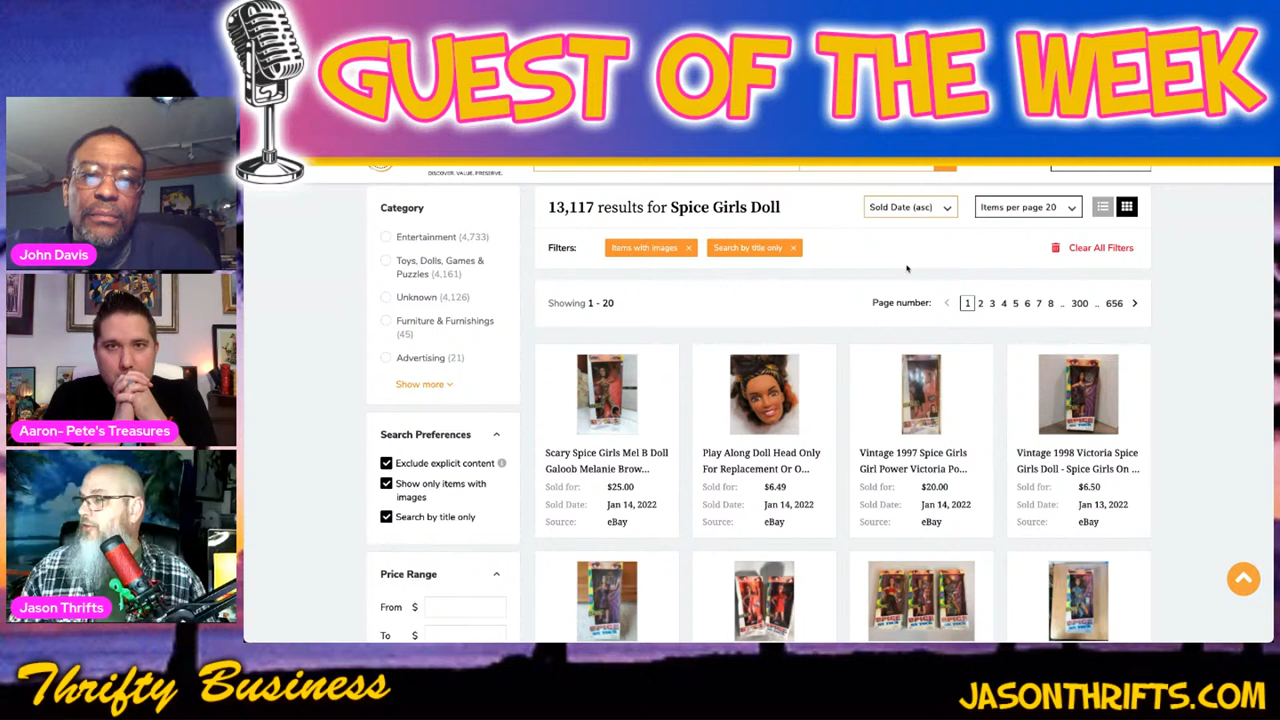 GUEST OF THE WEEK
DISCOVER. VALUE. PRESERVE.
John Davis
Aaron- Pete's Treasures
Jason Thrifts
Category
Entertainment (4,733)
Toys, Dolls, Games &
Puzzles (4,161)
Unknown (4,126)
Furniture & Furnishings
(45)
Advertising (21)
Show more
Search Preferences
Exclude explicit content
Show only items with
images
Search by title only
Price Range
From $
To $
13,117 results for Spice Girls Doll
Sold Date (asc)
Items per page 20
Filters: Items with images × Search by title only × Clear All Filters
Showing 1 - 20
Page number: < 1 2 3 4 5 6 7 8 .. 300 .. 656 >
Scary Spice Girls Mel B Doll
Galoob Melanie Brow...
Sold for: $25.00
Sold Date: Jan 14, 2022
Source: eBay
Play Along Doll Head Only
For Replacement Or O...
Sold for: $6.49
Sold Date: Jan 14, 2022
Source: eBay
Vintage 1997 Spice Girls
Girl Power Victoria Po...
Sold for: $20.00
Sold Date: Jan 14, 2022
Source: eBay
Vintage 1998 Victoria Spice
Girls Doll - Spice Girls On ...
Sold for: $6.50
Sold Date: Jan 13, 2022
Source: eBay
Thrifty Business
JASONTHRIFTS.COM